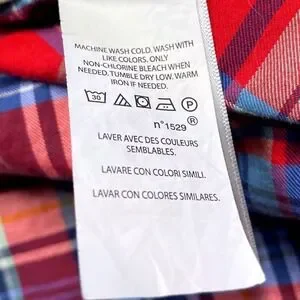 MACHINE WASH COLD. WASH WITH
LIKE COLORS. ONLY
NON-CHLORINE BLEACH WHEN
NEEDED. TUMBLE DRY LOW. WARM
IRON IF NEEDED.
30 P ®
n°1529
LAVER AVEC DES COULEURS
SEMBLABLES.
LAVARE CON COLORI SIMILI.
LAVAR CON COLORES SIMILARES.